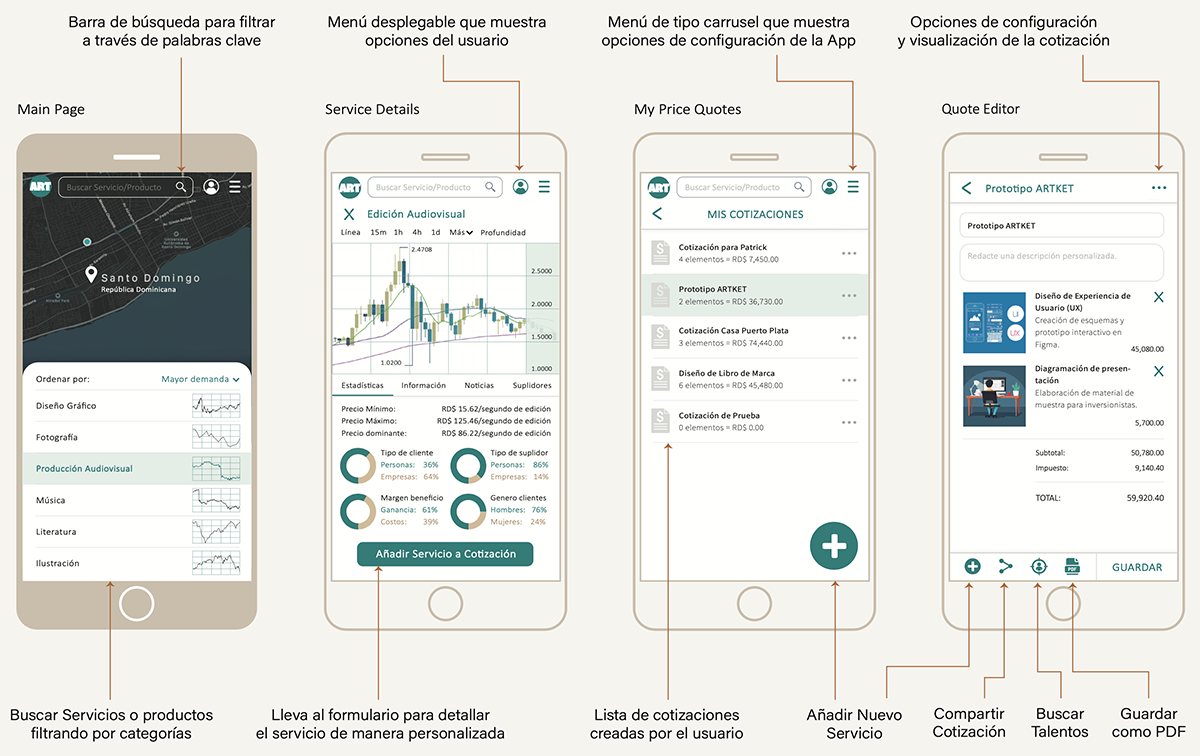 Barra de búsqueda para filtrar
a través de palabras clave
Menú desplegable que muestra
opciones del usuario
Menú de tipo carrusel que muestra
opciones de configuración de la App
Opciones de configuración
y visualización de la cotización
Main Page
Service Details
My Price Quotes
Quote Editor
ART
Buscar Servicio/Producto
Santo Domingo
República Dominicana
Ordenar por:
Mayor demanda
Diseño Gráfico
Fotografía
Producción Audiovisual
Música
Literatura
Ilustración
ART
Buscar Servicio/Producto
X Edición Audiovisual
Línea 15m 1h 4h 1d Más Profundidad
2.4708
2.5000
2.0000
1.5000
1.0200
1.0000
Estadísticas Información Noticias Suplidores
Precio Mínimo: RD$ 15.62/segundo de edición
Precio Máximo: RD$ 125.46/segundo de edición
Precio dominante: RD$ 86.22/segundo de edición
Tipo de cliente
Personas: 36%
Empresas: 64%
Tipo de suplidor
Personas: 86%
Empresas: 14%
Margen beneficio
Ganancia: 61%
Costos: 39%
Genero clientes
Hombres: 76%
Mujeres: 24%
Añadir Servicio a Cotización
ART
Buscar Servicio/Producto
MIS COTIZACIONES
Cotización para Patrick
4 elementos = RD$ 7,450.00
Prototipo ARTKET
2 elementos = RD$ 36,730.00
Cotización Casa Puerto Plata
3 elementos = RD$ 74,440.00
Diseño de Libro de Marca
6 elementos = RD$ 45,480.00
Cotización de Prueba
0 elementos = RD$ 0.00
Prototipo ARTKET
Prototipo ARTKET
Redacte una descripción personalizada.
UI
UX
Diseño de Experiencia de
Usuario (UX)
Creación de esquemas y
prototipo interactivo en
Figma.
45,080.00
Diagramación de presen-
tación
Elaboración de material de
muestra para inversionistas.
5,700.00
Subtotal: 50,780.00
Impuesto: 9,140.40
TOTAL: 59,920.40
PDF
GUARDAR
Buscar Servicios o productos
filtrando por categorías
Lleva al formulario para detallar
el servicio de manera personalizada
Lista de cotizaciones
creadas por el usuario
Añadir Nuevo
Servicio
Compartir
Cotización
Buscar
Talentos
Guardar
como PDF